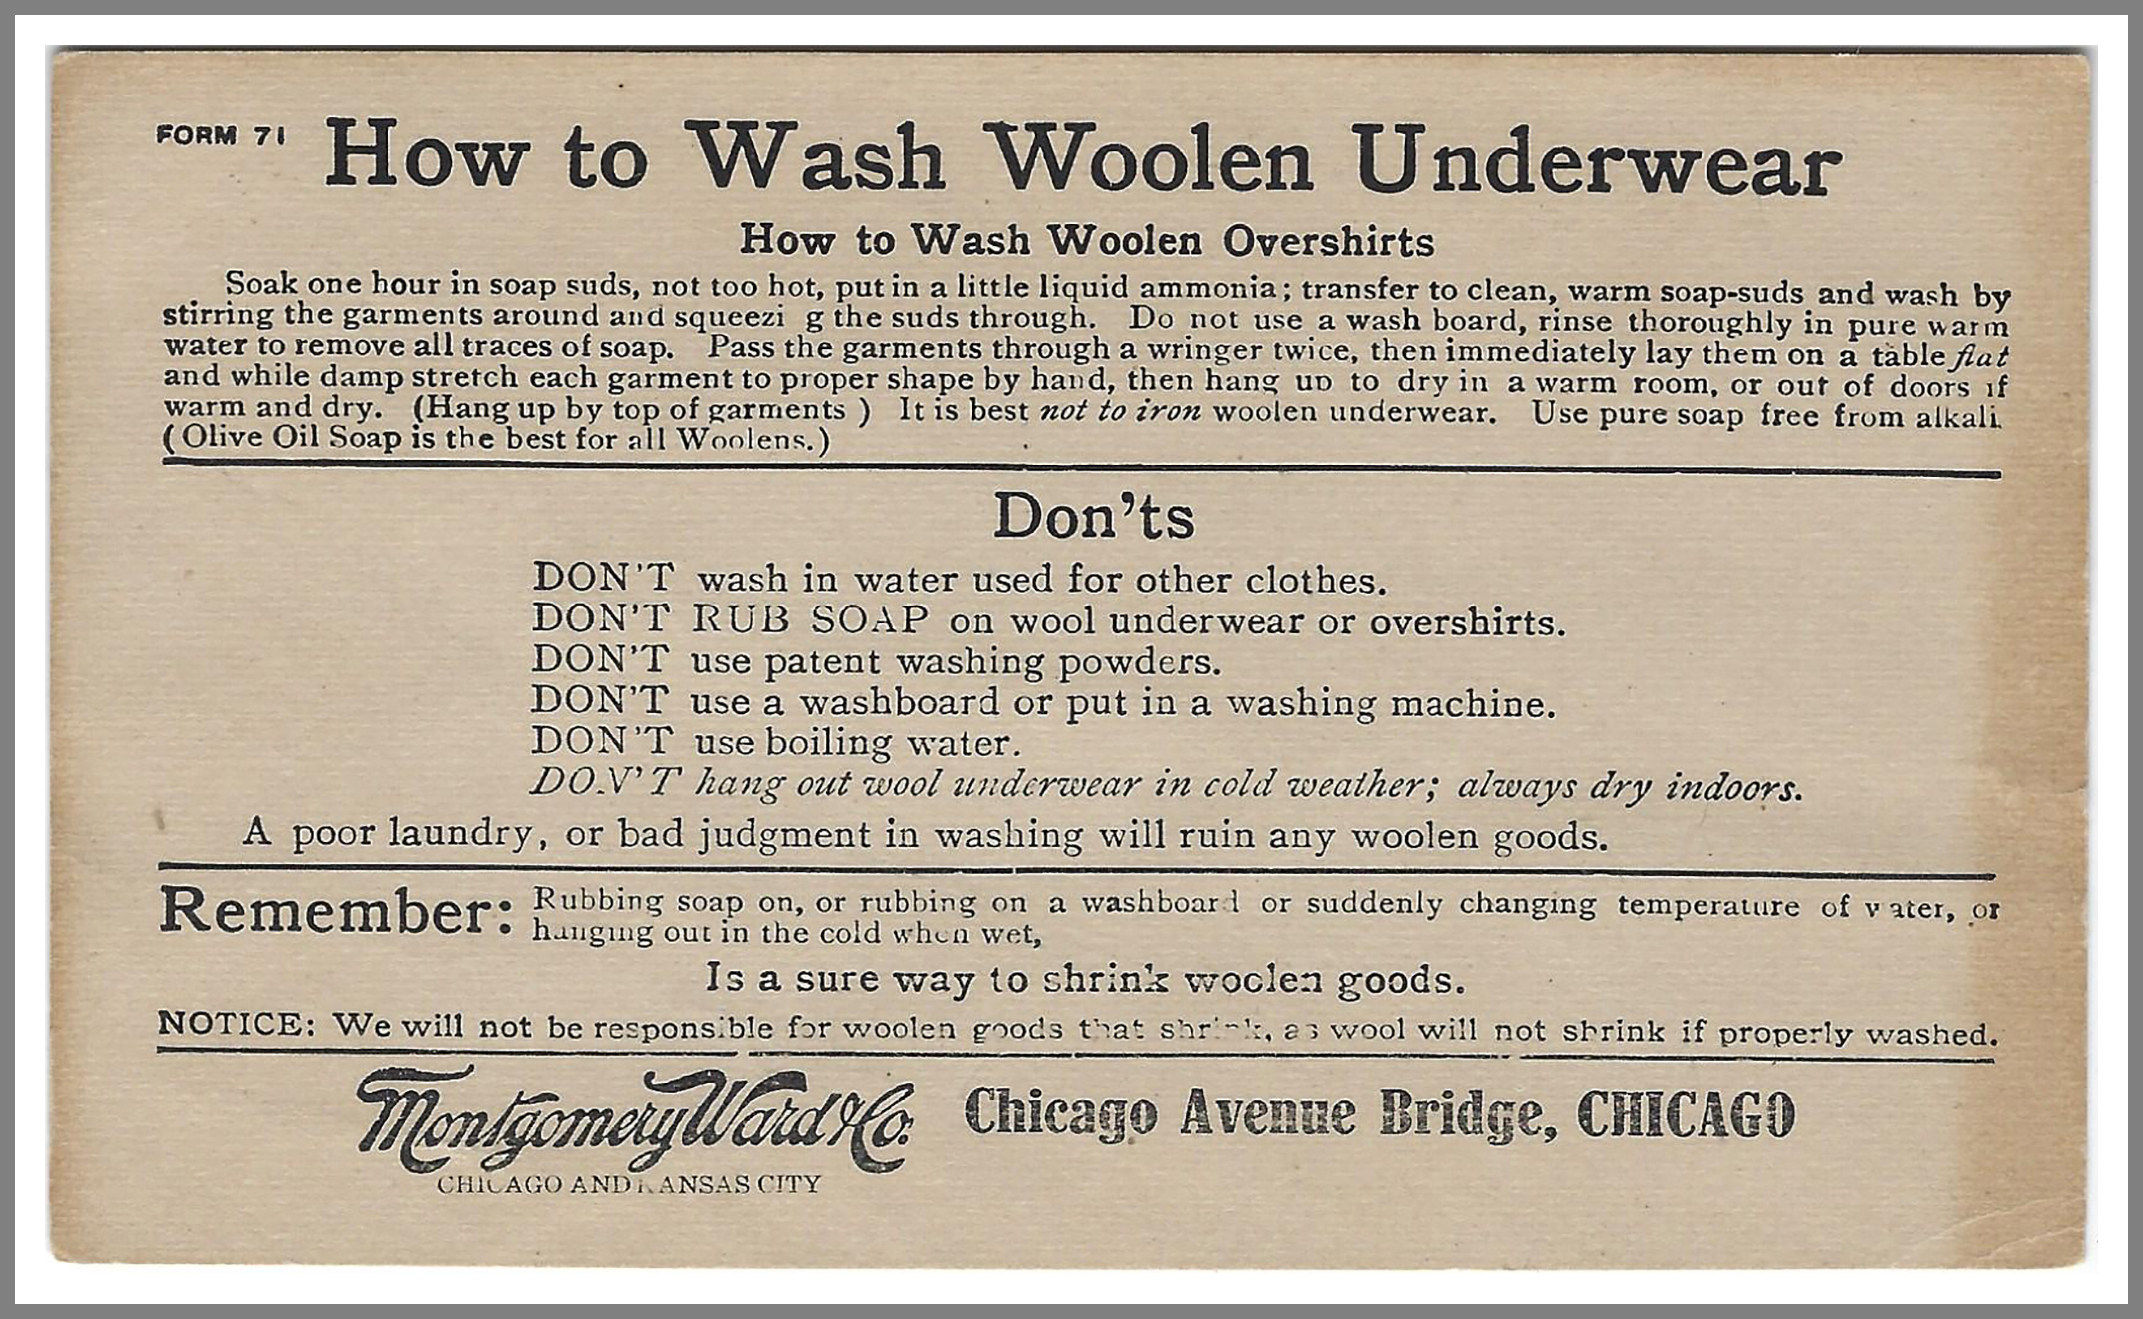 FORM 71
How to Wash Woolen Underwear
How to Wash Woolen Overshirts
Soak one hour in soap suds, not too hot, put in a little liquid ammonia; transfer to clean, warm soap-suds and wash by
stirring the garments around and squeezi g the suds through. Do not use a wash board, rinse thoroughly in pure warm
water to remove all traces of soap. Pass the garments through a wringer twice, then immediately lay them on a table flat
and while damp stretch each garment to proper shape by hand, then hang up to dry in a warm room, or out of doors if
warm and dry. (Hang up by top of garments ) It is best not to iron woolen underwear. Use pure soap free from alkali.
(Olive Oil Soap is the best for all Woolens.)
Don'ts
DON'T wash in water used for other clothes.
DON'T RUB SOAP on wool underwear or overshirts.
DON'T use patent washing powders.
DON'T use a washboard or put in a washing machine.
DON'T use boiling water.
DON'T hang out wool underwear in cold weather; always dry indoors.
A poor laundry, or bad judgment in washing will ruin any woolen goods.
Remember: Rubbing soap on, or rubbing on a washboard or suddenly changing temperature of water, or
hanging out in the cold when wet,
Is a sure way to shrink woolen goods.
NOTICE: We will not be responsible for woolen goods that shrink, as wool will not shrink if properly washed.
Montgomery Ward & Co. Chicago Avenue Bridge, CHICAGO
CHICAGO AND KANSAS CITY